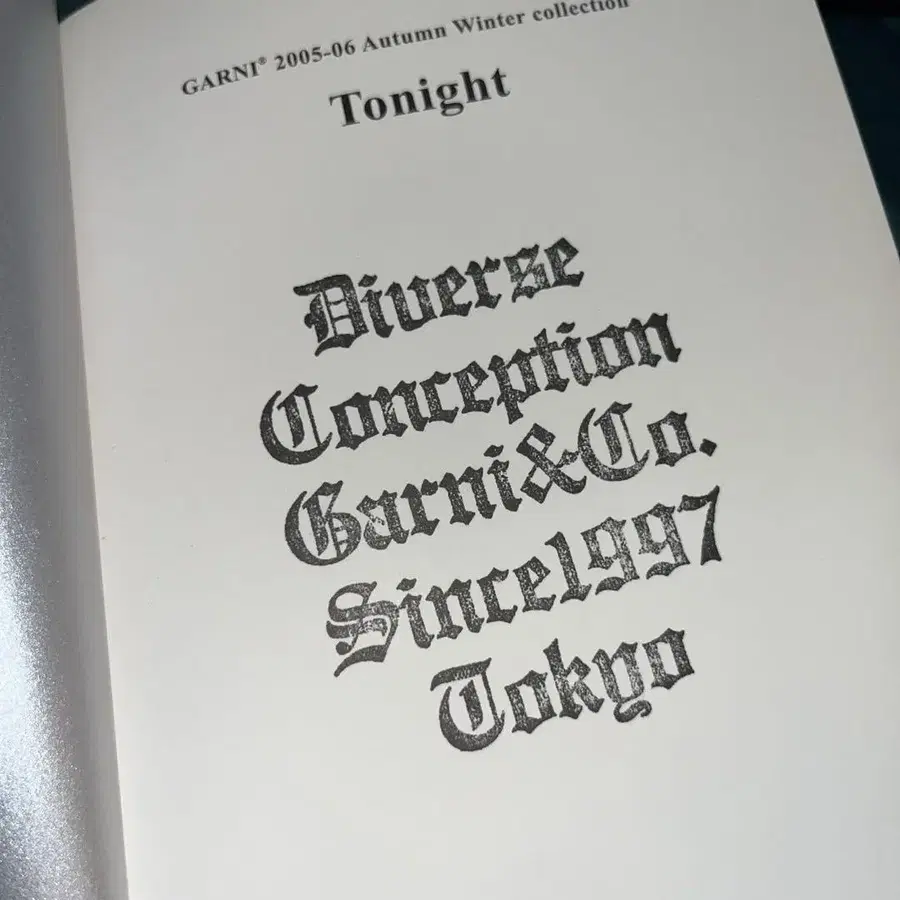 GARNI® 2005-06 Autumn Winter collection
Tonight
Diverse
Conception
Garni&Co.
Since1997
Tokyo